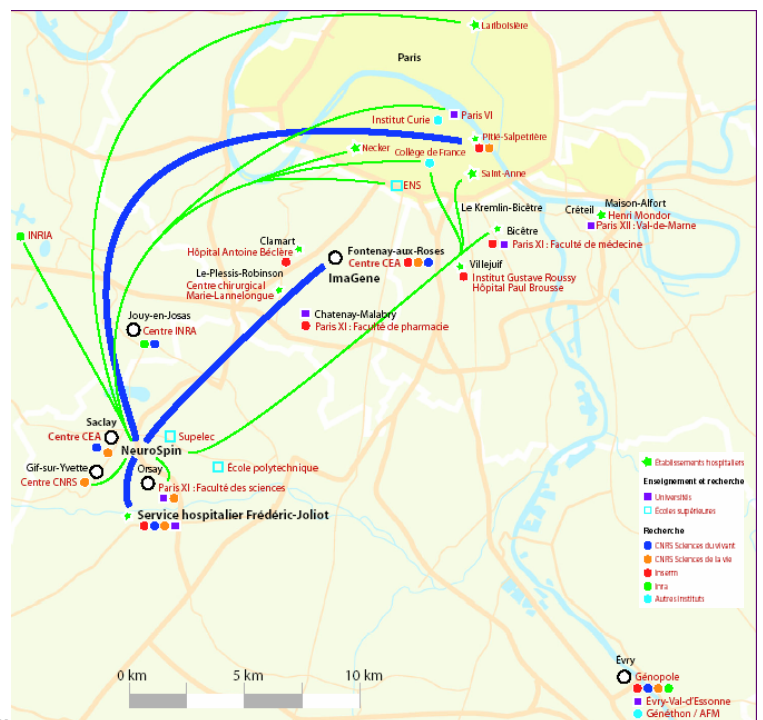 Lariboisière
Paris
Institut Curie
Paris VI
Pitié-Salpetrière
Necker
Collège de France
Saint-Anne
ENS
Le Kremlin-Bicêtre
Maison-Alfort
Créteil
Henri Mondor
Paris XII : Val-de-Marne
INRIA
Bicêtre
Paris XI : Faculté de médecine
Clamart
Hôpital Antoine Béclère
Fontenay-aux-Roses
Centre CEA
ImaGene
Villejuif
Institut Gustave Roussy
Hôpital Paul Brousse
Le-Plessis-Robinson
Centre chirurgical
Marie-Lannelongue
Jouy-en-Josas
Centre INRA
Chatenay-Malabry
Paris XI : Faculté de pharmacie
Saclay
Centre CEA
Supelec
NeuroSpin
Gif-sur-Yvette
Centre CNRS
Orsay
École polytechnique
Paris XI : Faculté des sciences
Service hospitalier Frédéric-Joliot
Établissements hospitaliers
Enseignement et recherche
Universités
Écoles supérieures
Recherche
CNRS Sciences du vivant
CNRS Sciences de la vie
Inserm
Inra
Autres Instituts
0 km
5 km
10 km
Évry
Génopole
Évry-Val-d'Essonne
Généthon / AFM